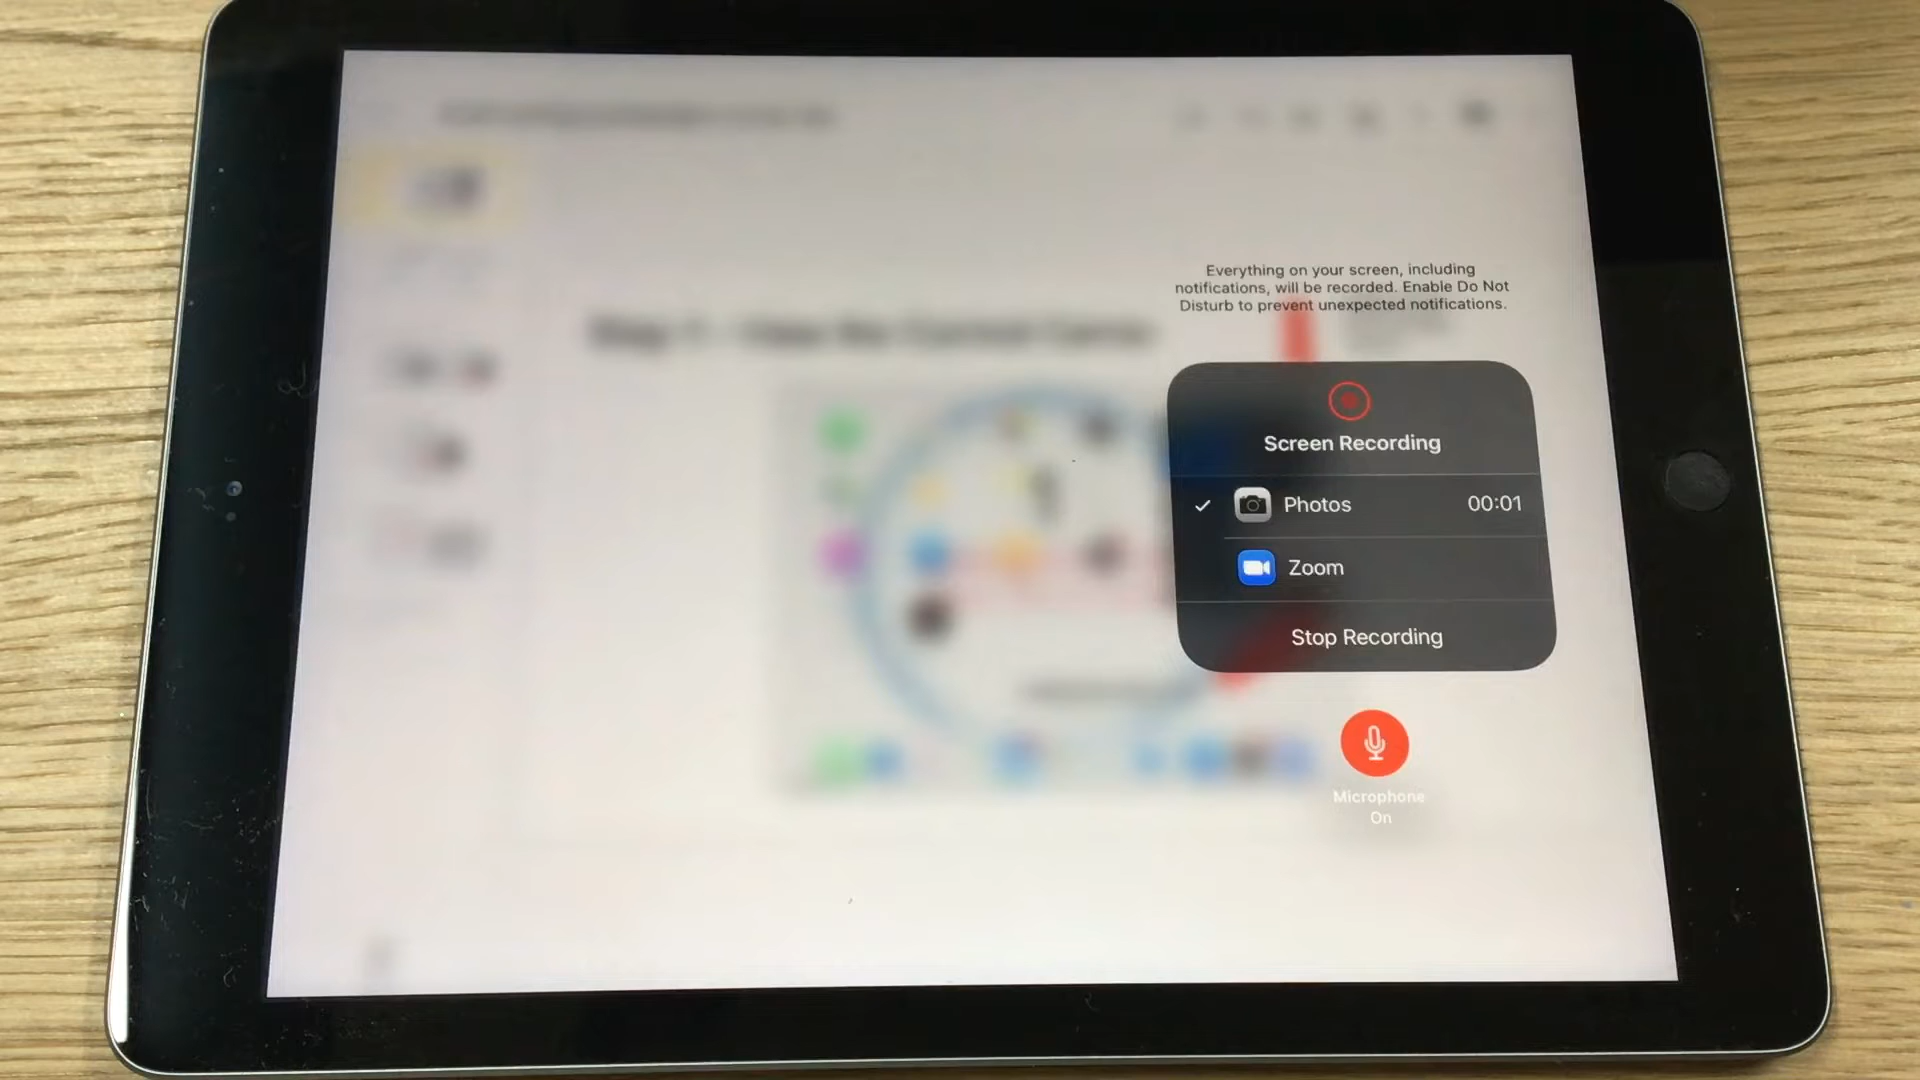 Everything on your screen, including
notifications, will be recorded. Enable Do Not
Disturb to prevent unexpected notifications.
Screen Recording
Photos 00:01
Zoom
Stop Recording
Microphone
On